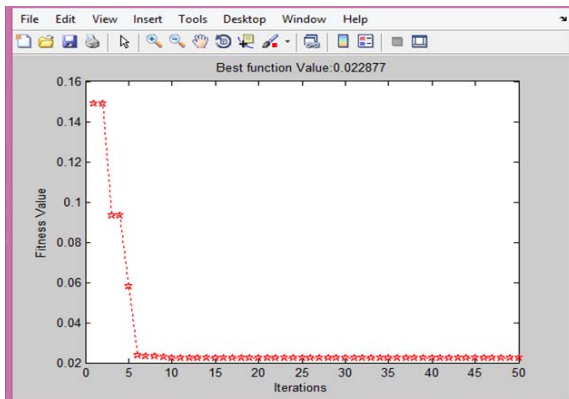 File Edit View Insert Tools Desktop Window Help
Best function Value:0.022877
0.16
0.14
0.12
0.1
0.08
0.06
0.04
0.02
Fitness Value
0 5 10 15 20 25 30 35 40 45 50
Iterations